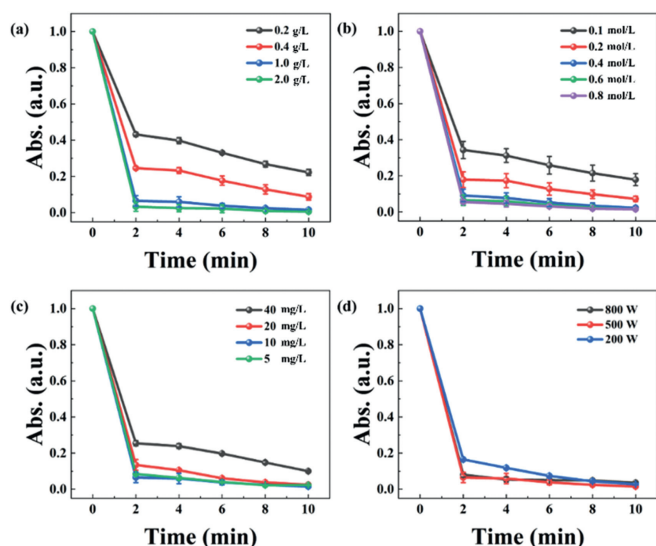 (a)
0.2 g/L
0.4 g/L
1.0 g/L
2.0 g/L
Abs. (a.u.)
1.0
0.8
0.6
0.4
0.2
0.0
0 2 4 6 8 10
Time (min)
(b)
0.1 mol/L
0.2 mol/L
0.4 mol/L
0.6 mol/L
0.8 mol/L
Abs. (a.u.)
1.0
0.8
0.6
0.4
0.2
0.0
0 2 4 6 8 10
Time (min)
(c)
40 mg/L
20 mg/L
10 mg/L
5 mg/L
Abs. (a.u.)
1.0
0.8
0.6
0.4
0.2
0.0
0 2 4 6 8 10
Time (min)
(d)
800 W
500 W
200 W
Abs. (a.u.)
1.0
0.8
0.6
0.4
0.2
0.0
0 2 4 6 8 10
Time (min)